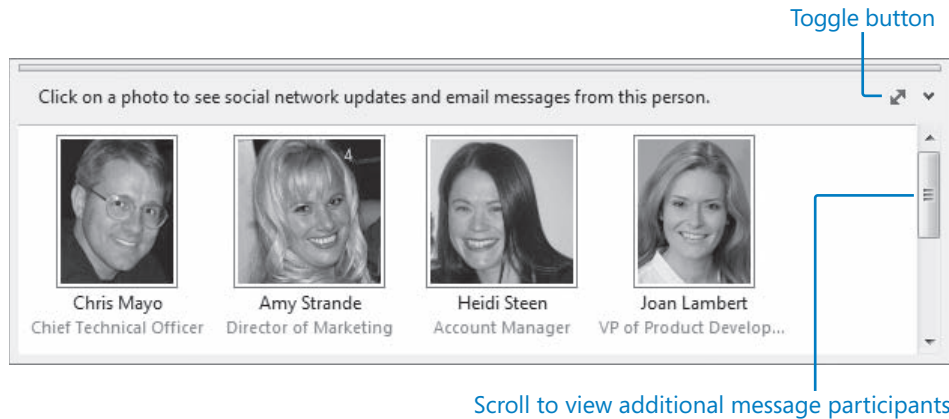 Toggle button
Click on a photo to see social network updates and email messages from this person.
4
Chris Mayo
Chief Technical Officer
Amy Strande
Director of Marketing
Heidi Steen
Account Manager
Joan Lambert
VP of Product Develop...
Scroll to view additional message participants